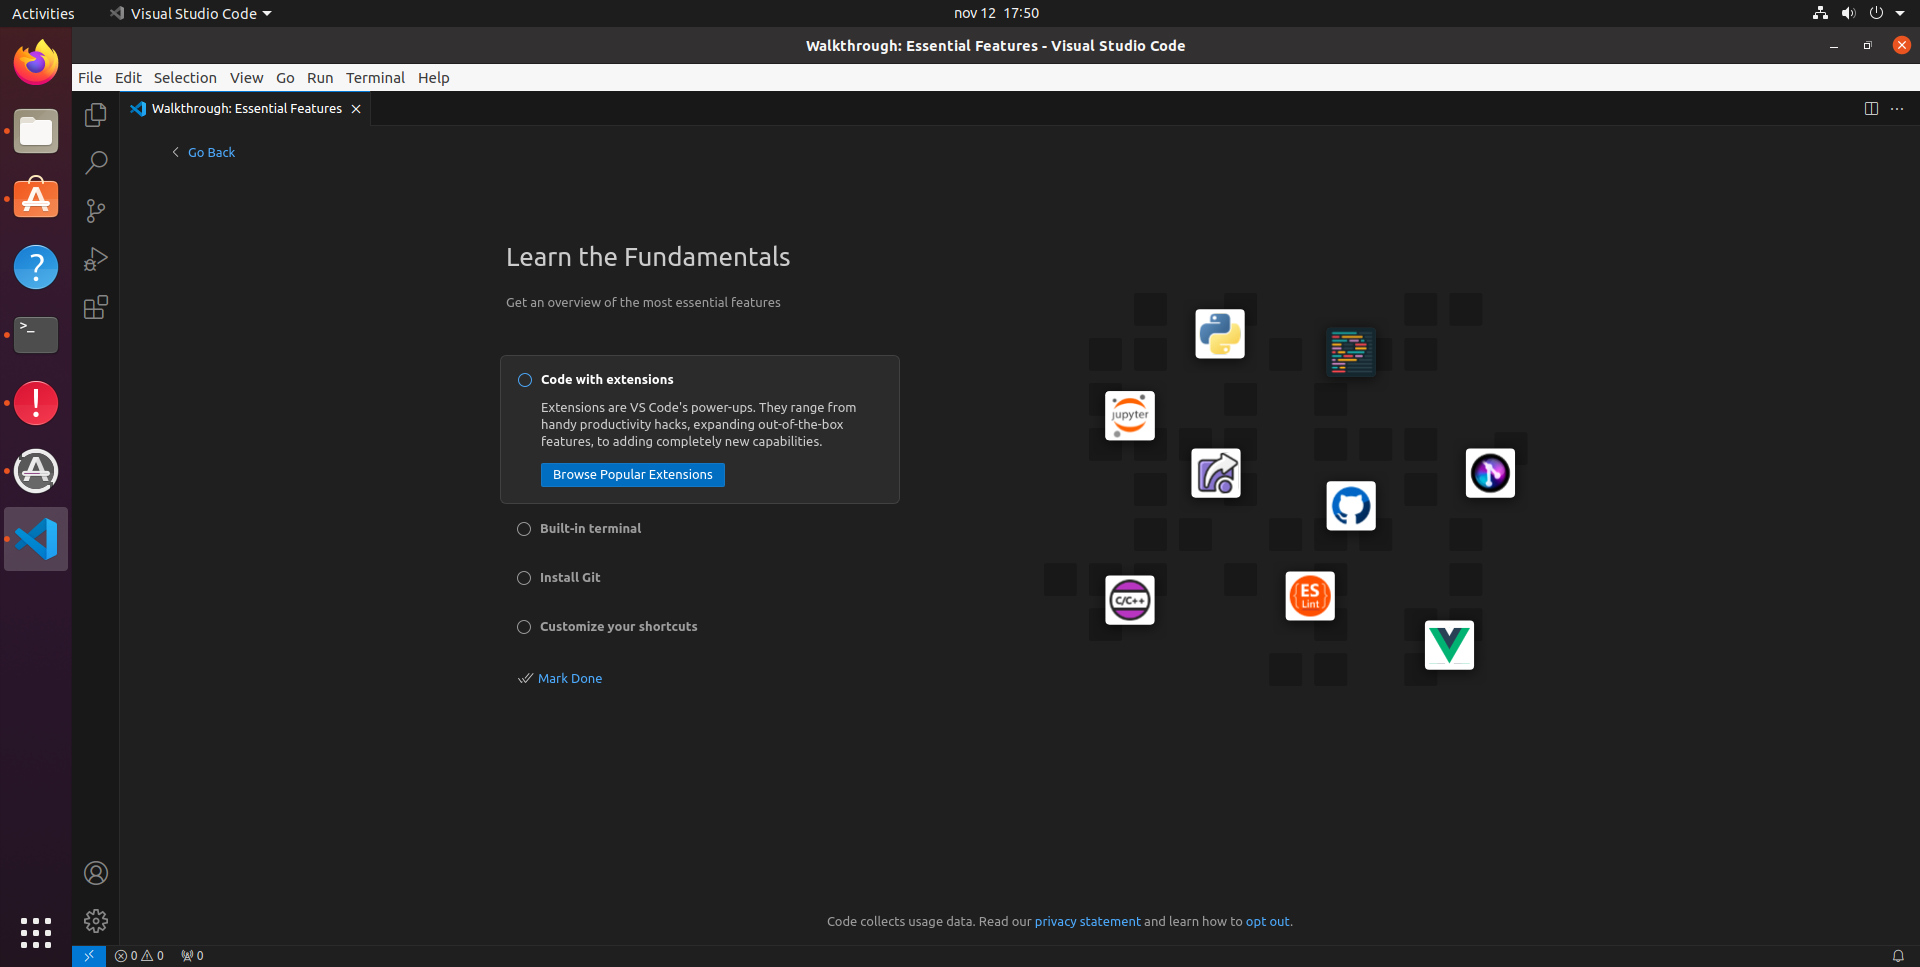 Activities
Visual Studio Code
nov 12 17:50
Walkthrough: Essential Features - Visual Studio Code
File Edit Selection View Go Run Terminal Help
Walkthrough: Essential Features
Go Back
Learn the Fundamentals
Get an overview of the most essential features
Code with extensions
Extensions are VS Code's power-ups. They range from
handy productivity hacks, expanding out-of-the-box
features, to adding completely new capabilities.
Browse Popular Extensions
Built-in terminal
Install Git
Customize your shortcuts
Mark Done
jupyter
C/C++
ES
Lint
Code collects usage data. Read our privacy statement and learn how to opt out.
0 0 0